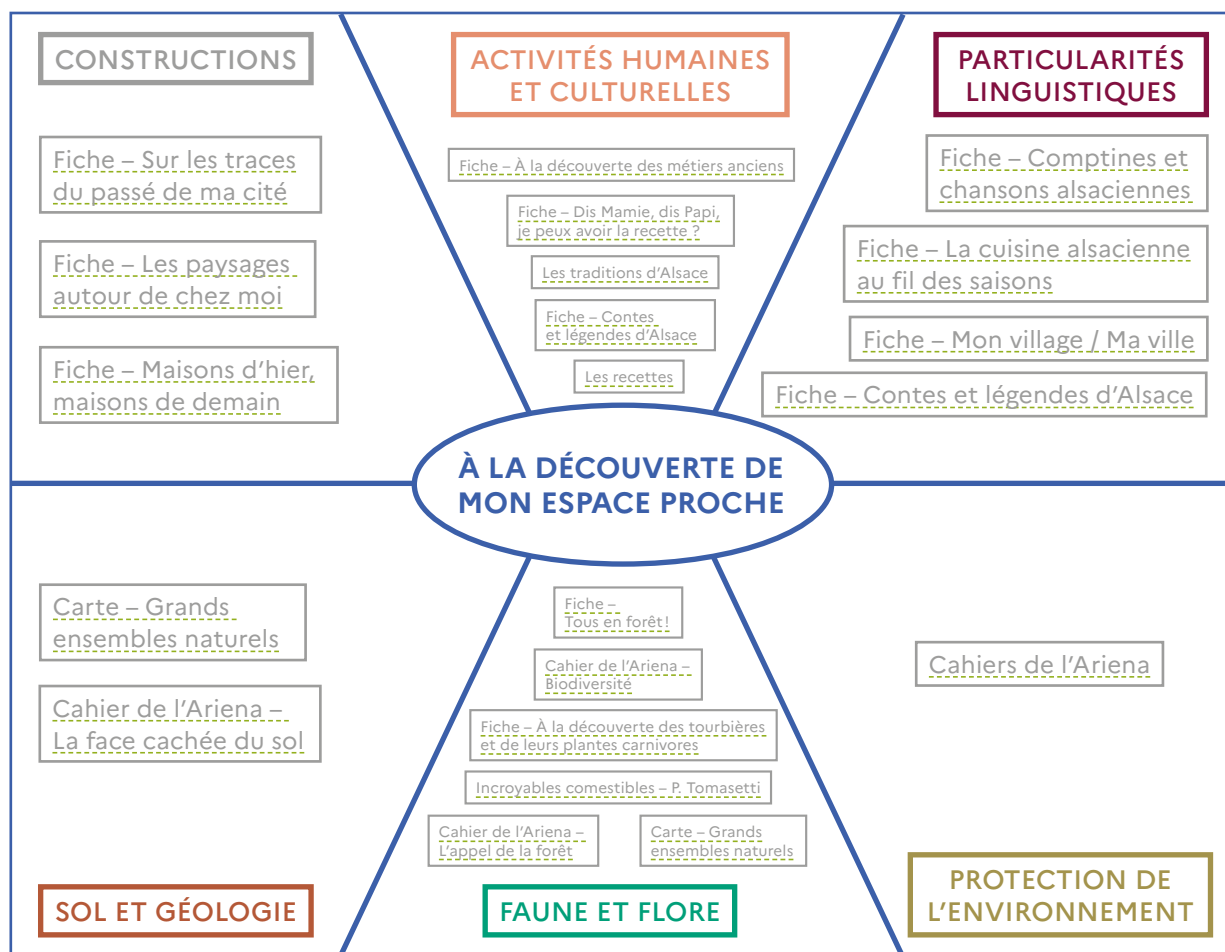 CONSTRUCTIONS
Fiche – Sur les traces
du passé de ma cité
Fiche – Les paysages
autour de chez moi
Fiche – Maisons d'hier,
maisons de demain
ACTIVITÉS HUMAINES
ET CULTURELLES
Fiche – À la découverte des métiers anciens
Fiche – Dis Mamie, dis Papi,
je peux avoir la recette ?
Les traditions d'Alsace
Fiche – Contes
et légendes d'Alsace
Les recettes
PARTICULARITÉS
LINGUISTIQUES
Fiche – Comptines et
chansons alsaciennes
Fiche – La cuisine alsacienne
au fil des saisons
Fiche – Mon village / Ma ville
Fiche – Contes et légendes d'Alsace
À LA DÉCOUVERTE DE
MON ESPACE PROCHE
Carte – Grands
ensembles naturels
Cahier de l'Ariena –
La face cachée du sol
SOL ET GÉOLOGIE
Fiche –
Tous en forêt !
Cahier de l'Ariena –
Biodiversité
Fiche – À la découverte des tourbières
et de leurs plantes carnivores
Incroyables comestibles – P. Tomasetti
Cahier de l'Ariena –
L'appel de la forêt
Carte – Grands
ensembles naturels
FAUNE ET FLORE
Cahiers de l'Ariena
PROTECTION DE
L'ENVIRONNEMENT